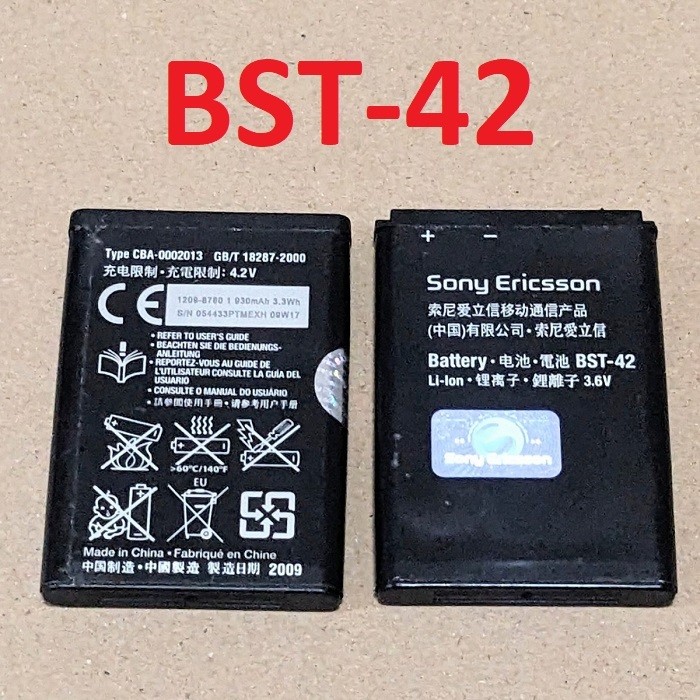 BST-42
Type CBA-0002013 GB/T 18287-2000
充电限制・充電限制: 4.2V
CE
1206-8780 1 930mAh 3.3Wh
S/N 054433PTMEXH 09W17
• REFER TO USER'S GUIDE
• BEACHTEN SIE DIE BEDIENUNGS-
ANLEITUNG
• REPORTEZ-VOUS AU GUIDE DE
L'UTILISATEUR CONSULTE LA GUÍA DEL
USUARIO
• CONSULTE O MANUAL DO USUÁRIO
• 請參閱使用手冊・请参阅用户手册
>60°C/140°F
EU
Made in China • Fabriqué en Chine
中国制造・中國製造 製造日期 2009
+ −
Sony Ericsson
索尼爱立信移动通信产品
(中国)有限公司・索尼愛立信
Battery・电池・電池 BST-42
Li-Ion・锂离子・鋰離子 3.6V
Sony Ericsson